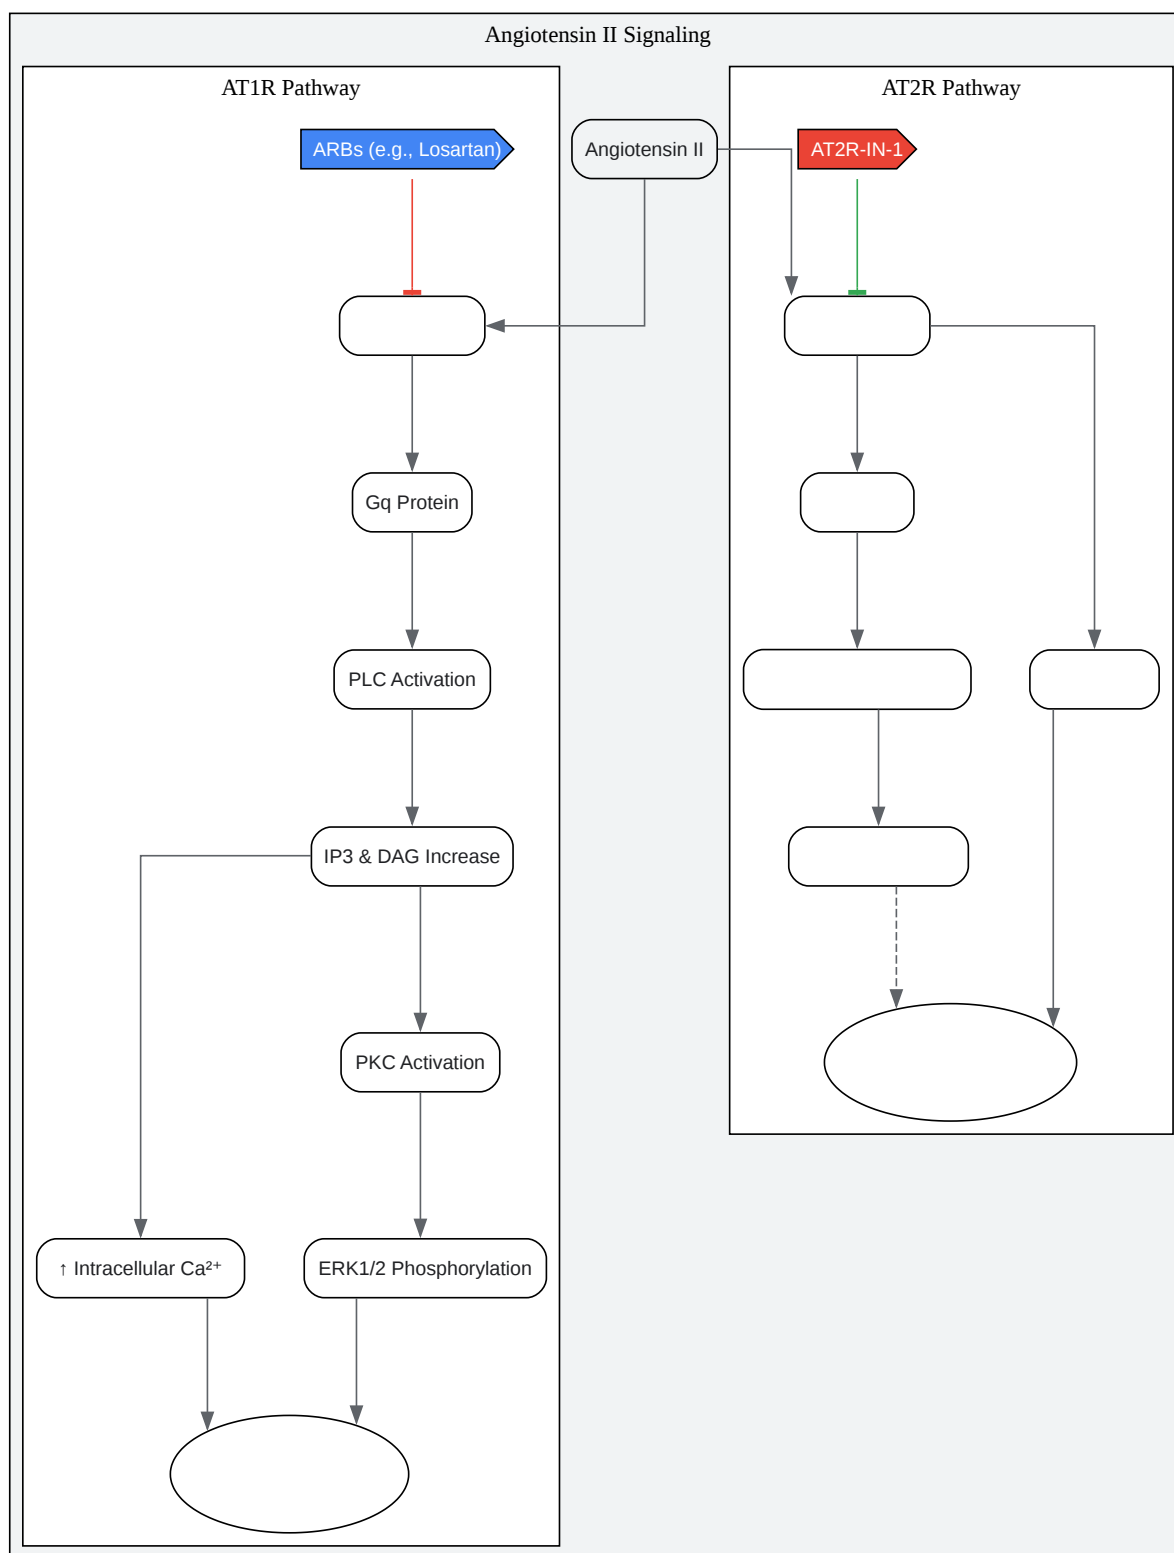 Angiotensin II Signaling
AT1R Pathway
AT2R Pathway
ARBs (e.g., Losartan)
Angiotensin II
AT2R-IN-1
Gq Protein
PLC Activation
IP3 & DAG Increase
PKC Activation
↑ Intracellular Ca²⁺
ERK1/2 Phosphorylation